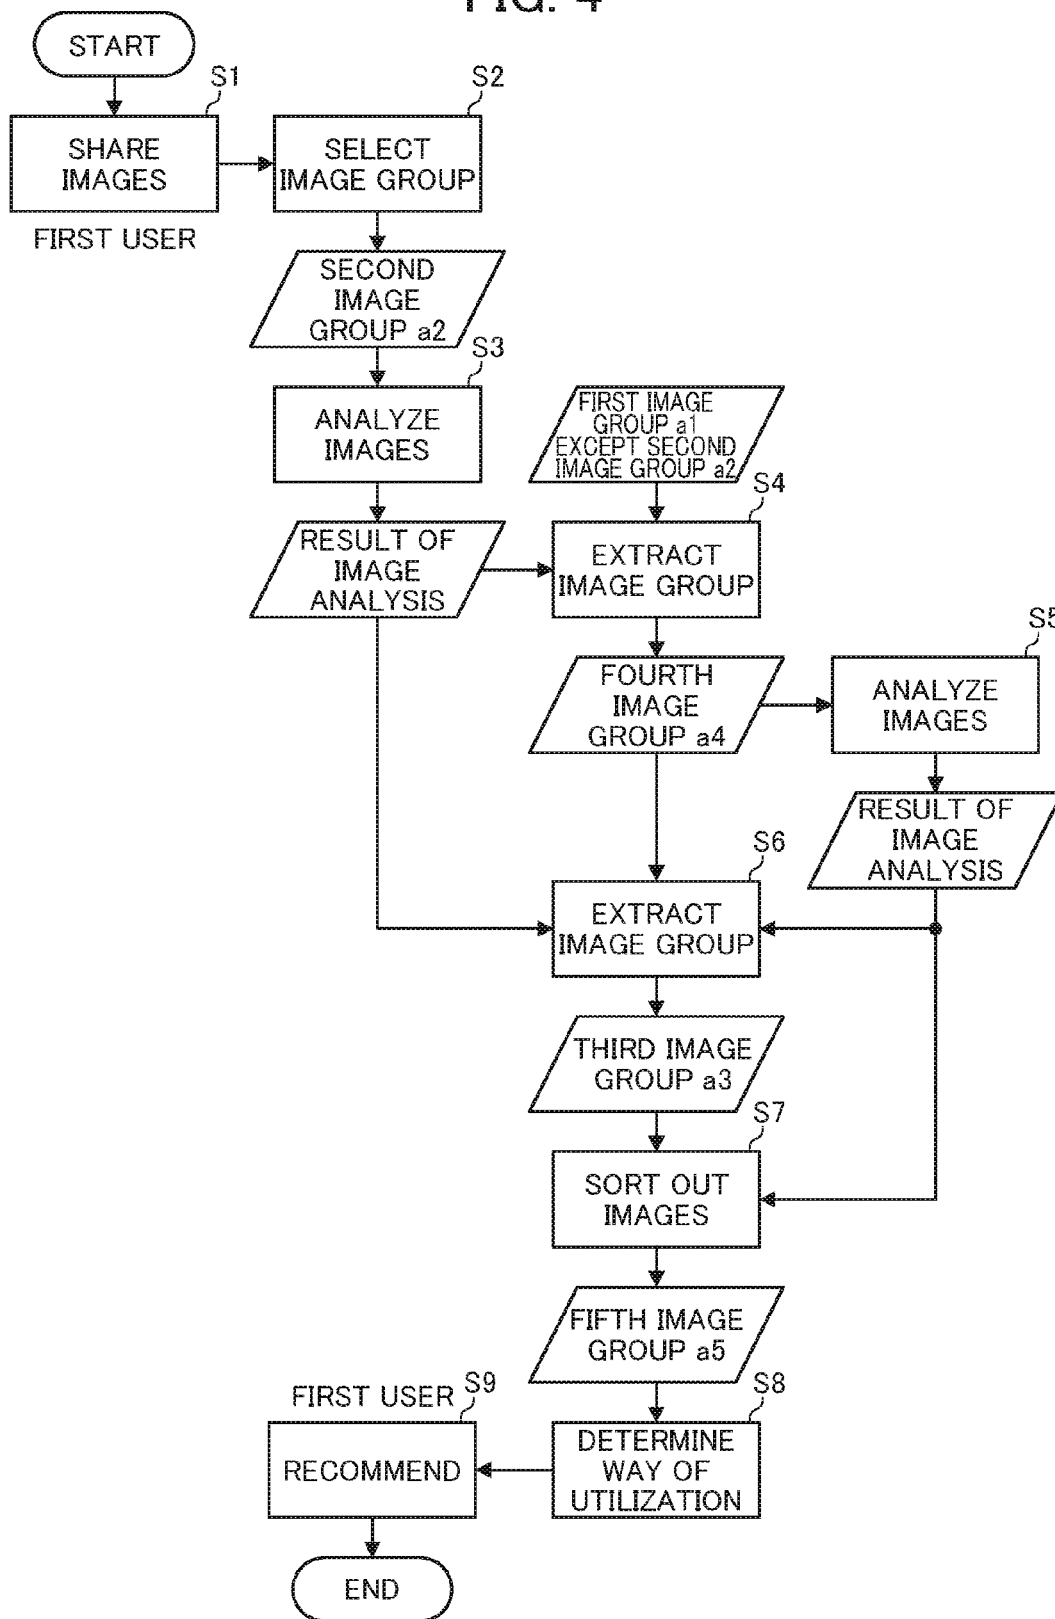 FIG. 4
START
S1
SHARE
IMAGES
FIRST USER
S2
SELECT
IMAGE GROUP
SECOND
IMAGE
GROUP a2
S3
ANALYZE
IMAGES
FIRST IMAGE
GROUP a1
EXCEPT SECOND
IMAGE GROUP a2
RESULT OF
IMAGE
ANALYSIS
S4
EXTRACT
IMAGE GROUP
FOURTH
IMAGE
GROUP a4
S5
ANALYZE
IMAGES
RESULT OF
IMAGE
ANALYSIS
S6
EXTRACT
IMAGE GROUP
THIRD IMAGE
GROUP a3
S7
SORT OUT
IMAGES
FIFTH IMAGE
GROUP a5
S8
DETERMINE
WAY OF
UTILIZATION
FIRST USER
S9
RECOMMEND
END